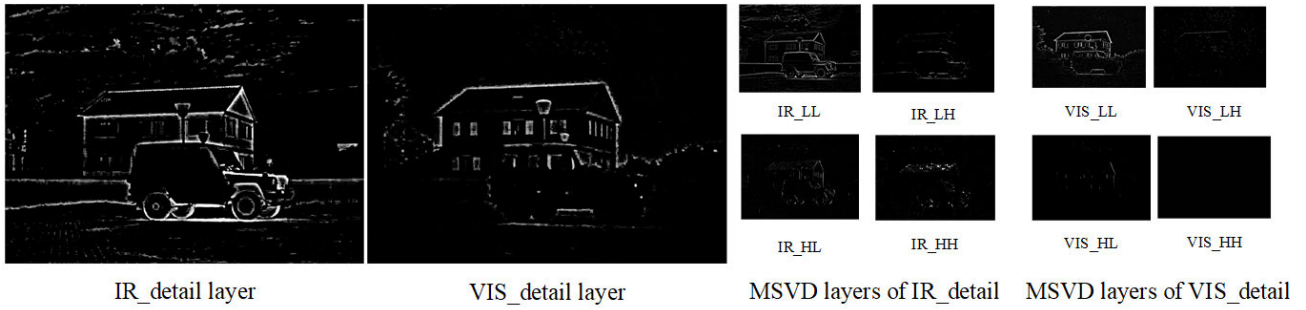 IR_LL
IR_LH
VIS_LL
VIS_LH
IR_HL
IR_HH
VIS_HL
VIS_HH
IR_detail layer
VIS_detail layer
MSVD layers of IR_detail
MSVD layers of VIS_detail